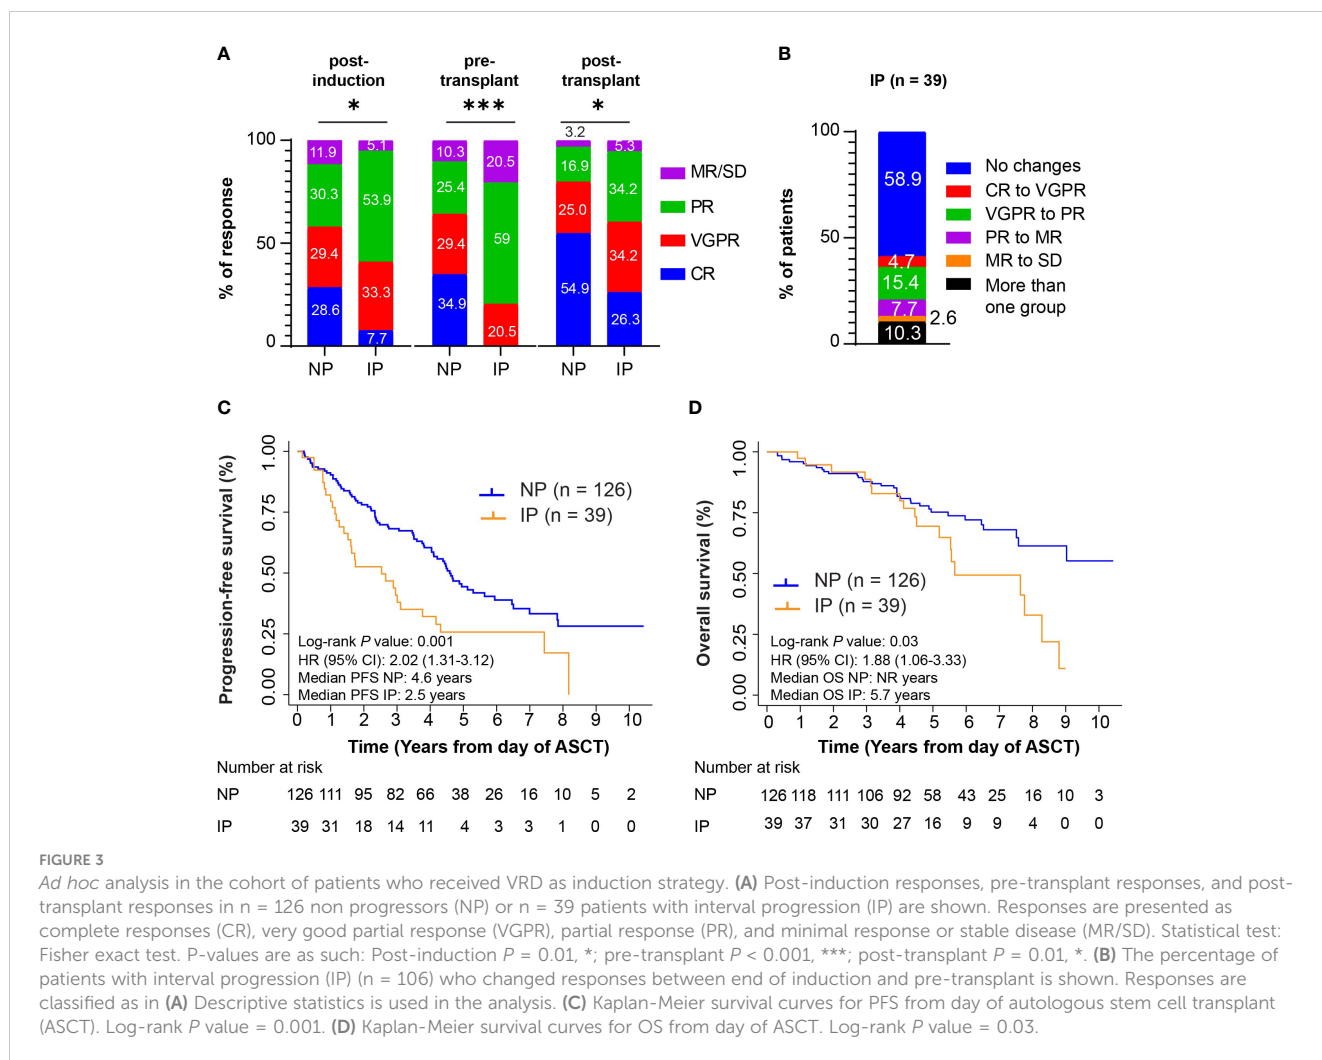 A
post-
induction
*
pre-
transplant
***
post-
transplant
*
100
50
0
% of response
11.9
30.3
29.4
28.6
5.1
53.9
33.3
7.7
10.3
25.4
29.4
34.9
20.5
59
20.5
3.2
16.9
25.0
54.9
5.3
34.2
34.2
26.3
NP IP NP IP NP IP
MR/SD
PR
VGPR
CR
B
IP (n = 39)
100
50
0
% of patients
58.9
4.7
15.4
7.7
2.6
10.3
No changes
CR to VGPR
VGPR to PR
PR to MR
MR to SD
More than
one group
C
Progression-free survival (%)
1.00
0.75
0.50
0.25
0.00
NP (n = 126)
IP (n = 39)
Log-rank P value: 0.001
HR (95% CI): 2.02 (1.31-3.12)
Median PFS NP: 4.6 years
Median PFS IP: 2.5 years
0 1 2 3 4 5 6 7 8 9 10
Time (Years from day of ASCT)
Number at risk
NP 126 111 95 82 66 38 26 16 10 5 2
IP 39 31 18 14 11 4 3 3 1 0 0
D
Overall survival (%)
1.00
0.75
0.50
0.25
0.00
NP (n = 126)
IP (n = 39)
Log-rank P value: 0.03
HR (95% CI): 1.88 (1.06-3.33)
Median OS NP: NR years
Median OS IP: 5.7 years
0 1 2 3 4 5 6 7 8 9 10
Time (Years from day of ASCT)
Number at risk
NP 126 118 111 106 92 58 43 25 16 10 3
IP 39 37 31 30 27 16 9 9 4 0 0
FIGURE 3
Ad hoc analysis in the cohort of patients who received VRD as induction strategy. (A) Post-induction responses, pre-transplant responses, and post-
transplant responses in n = 126 non progressors (NP) or n = 39 patients with interval progression (IP) are shown. Responses are presented as
complete responses (CR), very good partial response (VGPR), partial response (PR), and minimal response or stable disease (MR/SD). Statistical test:
Fisher exact test. P-values are as such: Post-induction P = 0.01, *; pre-transplant P < 0.001, ***; post-transplant P = 0.01, *. (B) The percentage of
patients with interval progression (IP) (n = 106) who changed responses between end of induction and pre-transplant is shown. Responses are
classified as in (A) Descriptive statistics is used in the analysis. (C) Kaplan-Meier survival curves for PFS from day of autologous stem cell transplant
(ASCT). Log-rank P value = 0.001. (D) Kaplan-Meier survival curves for OS from day of ASCT. Log-rank P value = 0.03.